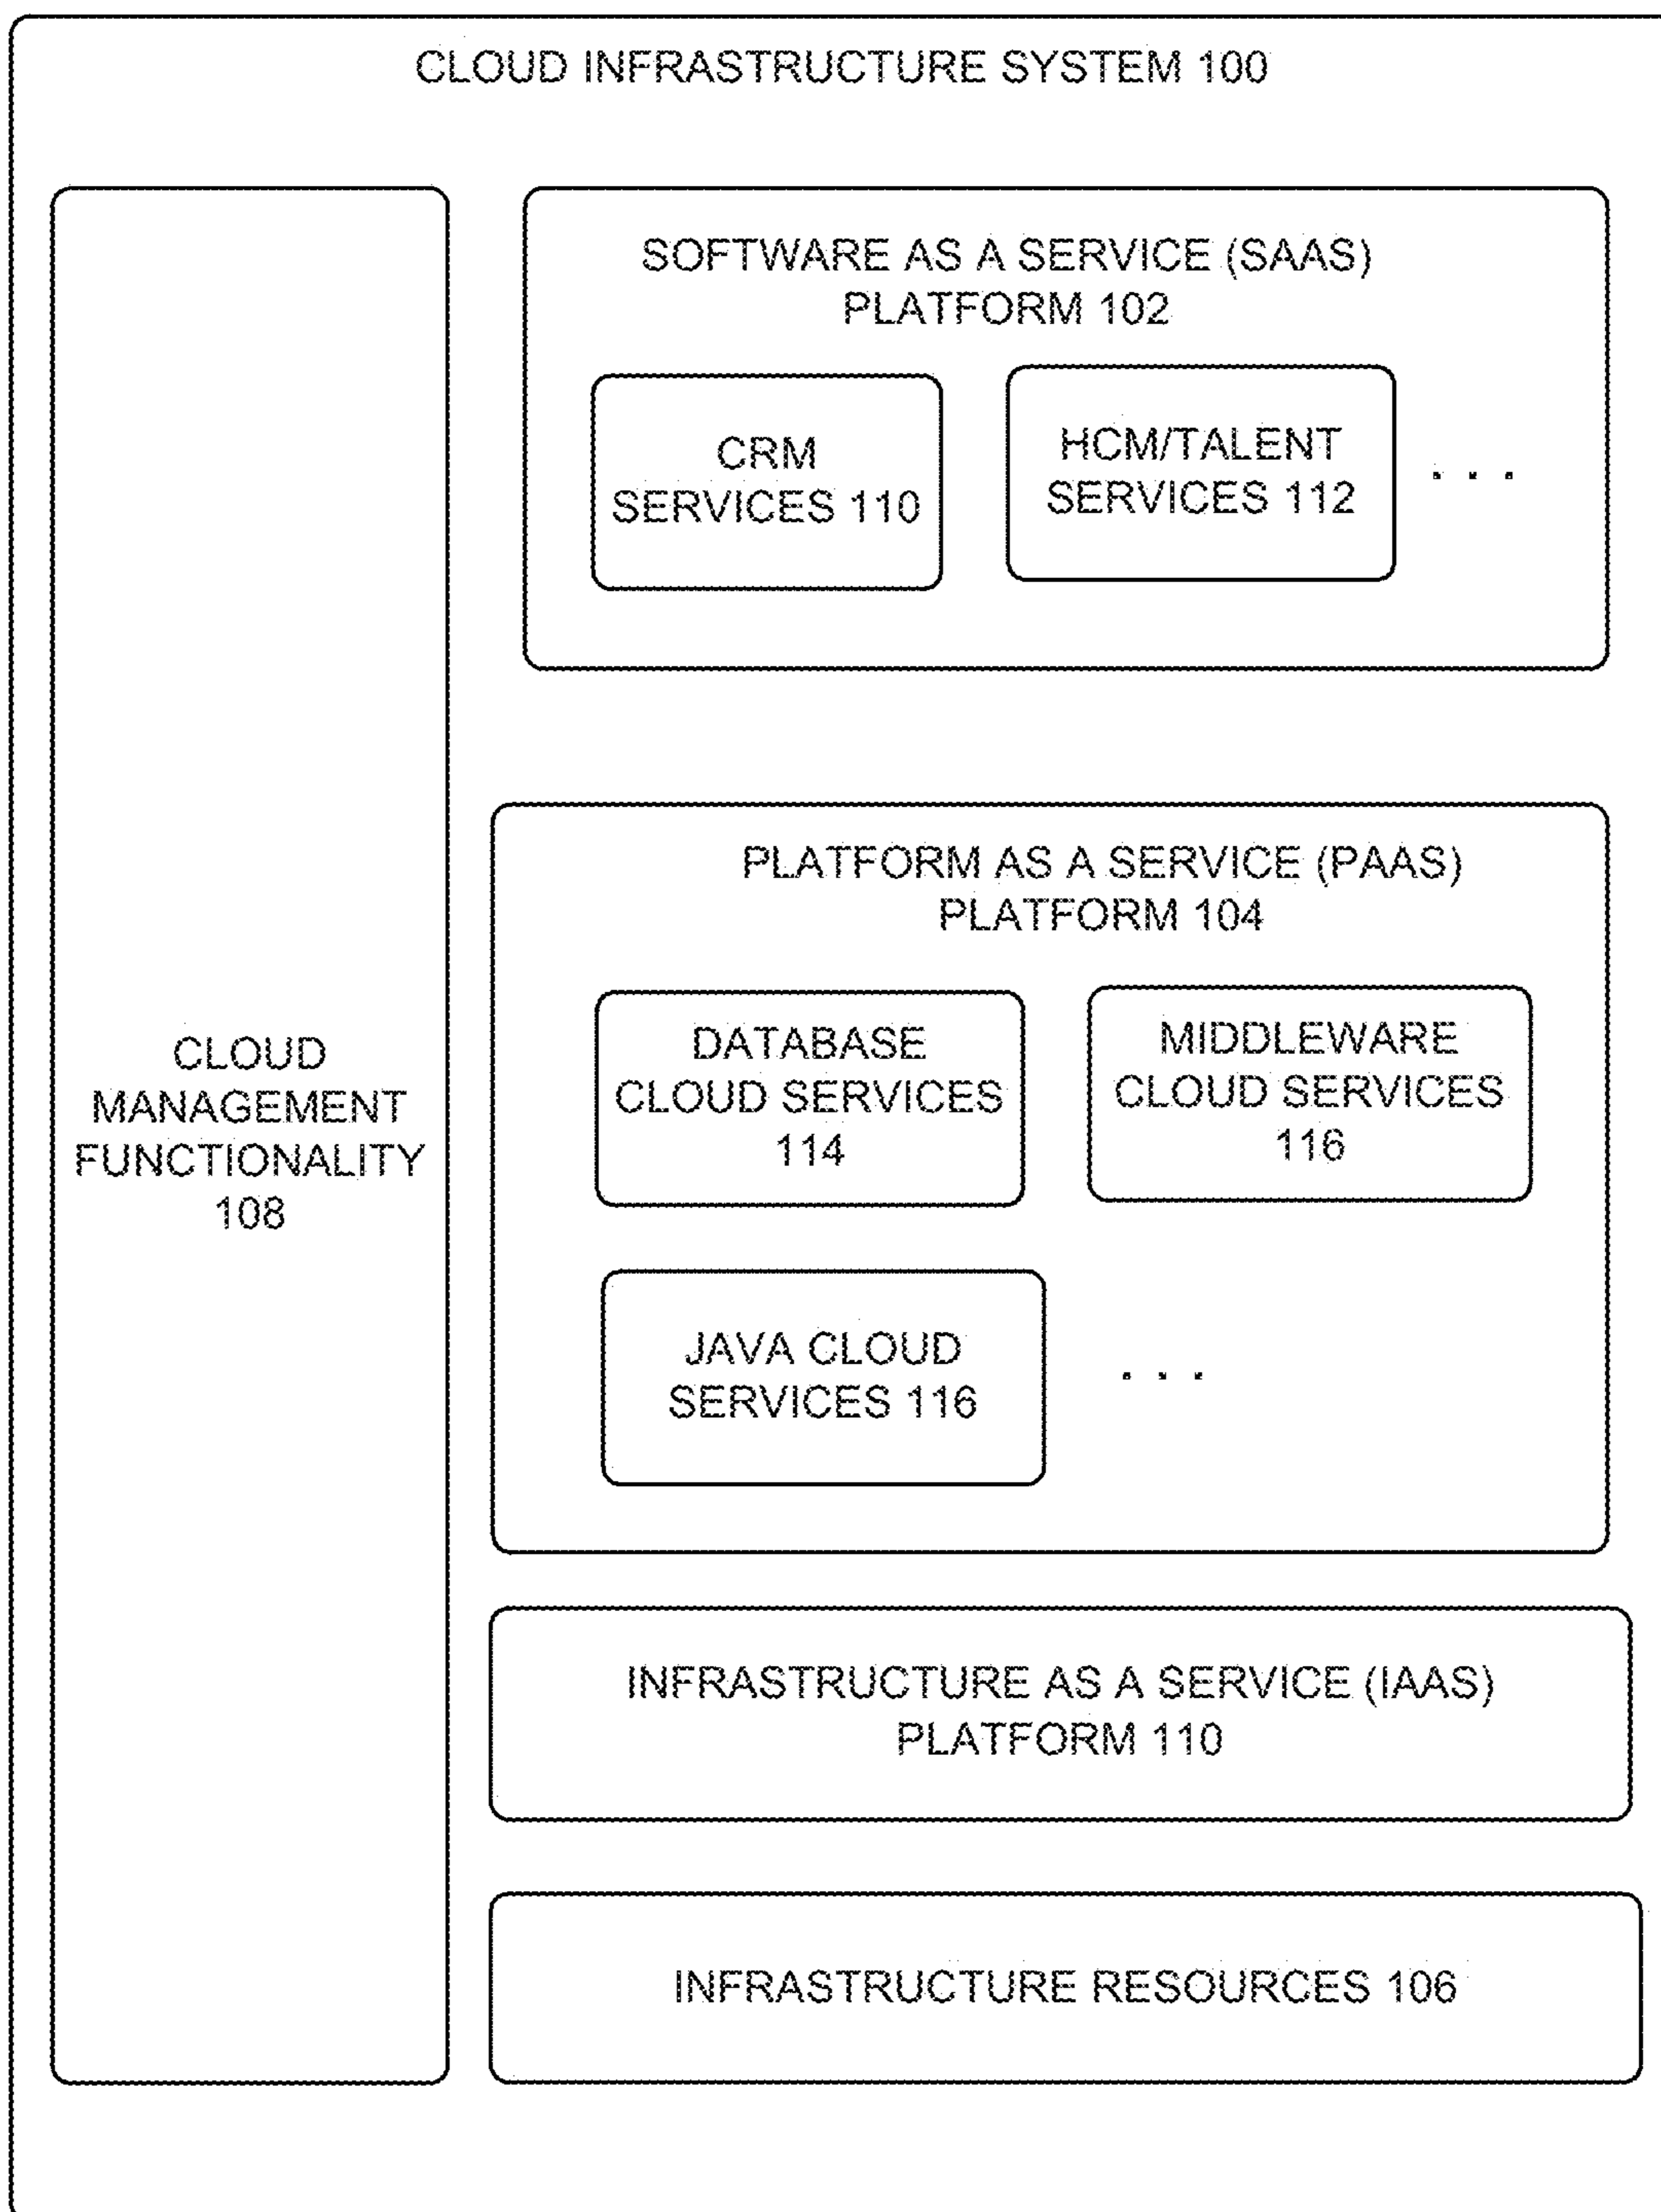 CLOUD INFRASTRUCTURE SYSTEM 100
SOFTWARE AS A SERVICE (SAAS)
PLATFORM 102
CRM
SERVICES 110
HCM/TALENT
SERVICES 112
. . .
PLATFORM AS A SERVICE (PAAS)
PLATFORM 104
DATABASE
CLOUD SERVICES
114
MIDDLEWARE
CLOUD SERVICES
116
JAVA CLOUD
SERVICES 116
. . .
CLOUD
MANAGEMENT
FUNCTIONALITY
108
INFRASTRUCTURE AS A SERVICE (IAAS)
PLATFORM 110
INFRASTRUCTURE RESOURCES 106